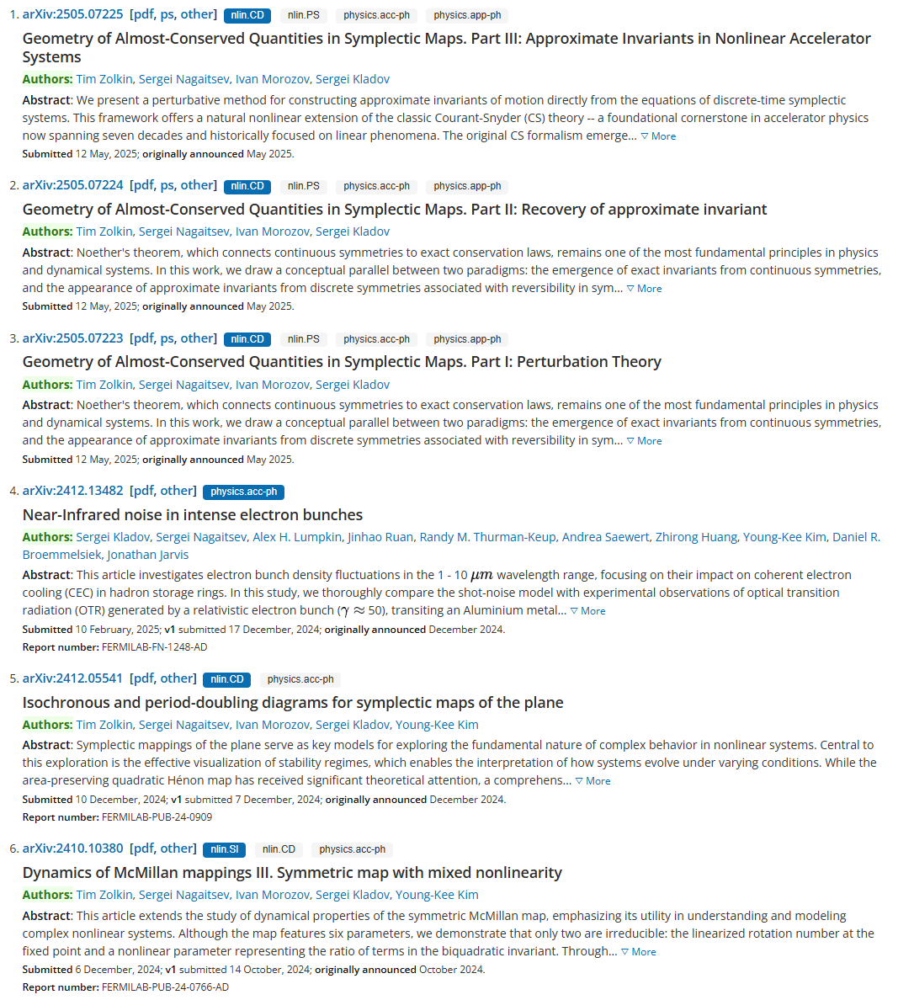 1. arXiv:2505.07225 [pdf, ps, other] nlin.CD nlin.PS physics.acc-ph physics.app-ph
Geometry of Almost-Conserved Quantities in Symplectic Maps. Part III: Approximate Invariants in Nonlinear Accelerator
Systems
Authors: Tim Zolkin, Sergei Nagaitsev, Ivan Morozov, Sergei Kladov
Abstract: We present a perturbative method for constructing approximate invariants of motion directly from the equations of discrete-time symplectic
systems. This framework offers a natural nonlinear extension of the classic Courant-Snyder (CS) theory -- a foundational cornerstone in accelerator physics
now spanning seven decades and historically focused on linear phenomena. The original CS formalism emerge... ▽ More
Submitted 12 May, 2025; originally announced May 2025.
2. arXiv:2505.07224 [pdf, ps, other] nlin.CD nlin.PS physics.acc-ph physics.app-ph
Geometry of Almost-Conserved Quantities in Symplectic Maps. Part II: Recovery of approximate invariant
Authors: Tim Zolkin, Sergei Nagaitsev, Ivan Morozov, Sergei Kladov
Abstract: Noether's theorem, which connects continuous symmetries to exact conservation laws, remains one of the most fundamental principles in physics
and dynamical systems. In this work, we draw a conceptual parallel between two paradigms: the emergence of exact invariants from continuous symmetries,
and the appearance of approximate invariants from discrete symmetries associated with reversibility in sym... ▽ More
Submitted 12 May, 2025; originally announced May 2025.
3. arXiv:2505.07223 [pdf, ps, other] nlin.CD nlin.PS physics.acc-ph physics.app-ph
Geometry of Almost-Conserved Quantities in Symplectic Maps. Part I: Perturbation Theory
Authors: Tim Zolkin, Sergei Nagaitsev, Ivan Morozov, Sergei Kladov
Abstract: Noether's theorem, which connects continuous symmetries to exact conservation laws, remains one of the most fundamental principles in physics
and dynamical systems. In this work, we draw a conceptual parallel between two paradigms: the emergence of exact invariants from continuous symmetries,
and the appearance of approximate invariants from discrete symmetries associated with reversibility in sym... ▽ More
Submitted 12 May, 2025; originally announced May 2025.
4. arXiv:2412.13482 [pdf, other] physics.acc-ph
Near-Infrared noise in intense electron bunches
Authors: Sergei Kladov, Sergei Nagaitsev, Alex H. Lumpkin, Jinhao Ruan, Randy M. Thurman-Keup, Andrea Saewert, Zhirong Huang, Young-Kee Kim, Daniel R.
Broemmelsiek, Jonathan Jarvis
Abstract: This article investigates electron bunch density fluctuations in the 1 - 10 μm wavelength range, focusing on their impact on coherent electron
cooling (CEC) in hadron storage rings. In this study, we thoroughly compare the shot-noise model with experimental observations of optical transition
radiation (OTR) generated by a relativistic electron bunch (γ ≈ 50), transiting an Aluminium metal... ▽ More
Submitted 10 February, 2025; v1 submitted 17 December, 2024; originally announced December 2024.
Report number: FERMILAB-FN-1248-AD
5. arXiv:2412.05541 [pdf, other] nlin.CD physics.acc-ph
Isochronous and period-doubling diagrams for symplectic maps of the plane
Authors: Tim Zolkin, Sergei Nagaitsev, Ivan Morozov, Sergei Kladov, Young-Kee Kim
Abstract: Symplectic mappings of the plane serve as key models for exploring the fundamental nature of complex behavior in nonlinear systems. Central to
this exploration is the effective visualization of stability regimes, which enables the interpretation of how systems evolve under varying conditions. While the
area-preserving quadratic Hénon map has received significant theoretical attention, a comprehens... ▽ More
Submitted 10 December, 2024; v1 submitted 7 December, 2024; originally announced December 2024.
Report number: FERMILAB-PUB-24-0909
6. arXiv:2410.10380 [pdf, other] nlin.SI nlin.CD physics.acc-ph
Dynamics of McMillan mappings III. Symmetric map with mixed nonlinearity
Authors: Tim Zolkin, Sergei Nagaitsev, Ivan Morozov, Sergei Kladov, Young-Kee Kim
Abstract: This article extends the study of dynamical properties of the symmetric McMillan map, emphasizing its utility in understanding and modeling
complex nonlinear systems. Although the map features six parameters, we demonstrate that only two are irreducible: the linearized rotation number at the
fixed point and a nonlinear parameter representing the ratio of terms in the biquadratic invariant. Through... ▽ More
Submitted 6 December, 2024; v1 submitted 14 October, 2024; originally announced October 2024.
Report number: FERMILAB-PUB-24-0766-AD